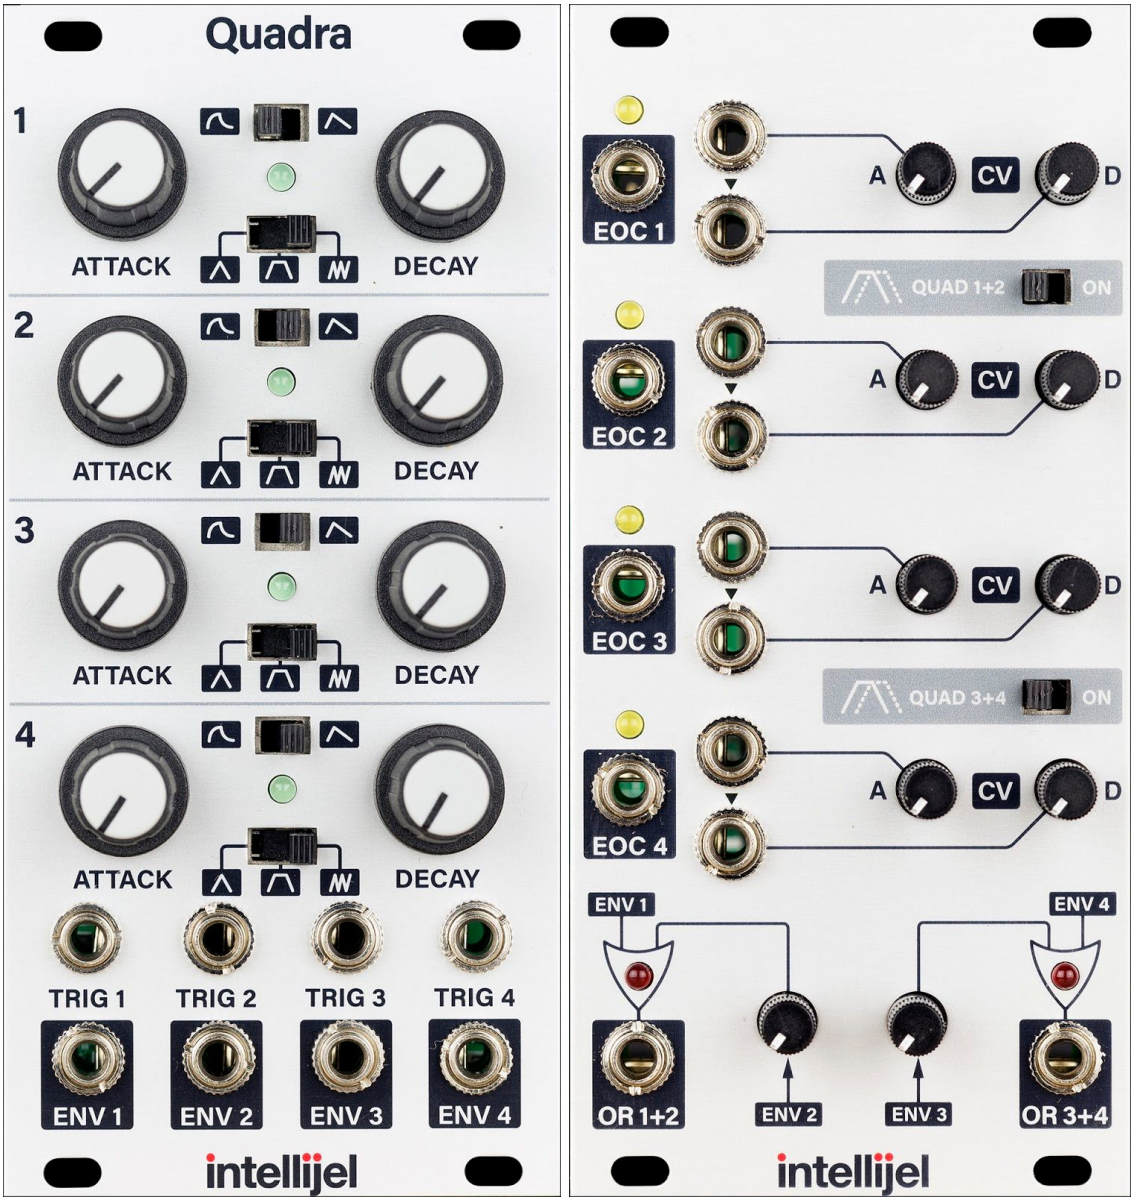 Quadra
1
ATTACK
DECAY
2
ATTACK
DECAY
3
ATTACK
DECAY
4
ATTACK
DECAY
TRIG 1 TRIG 2 TRIG 3 TRIG 4
ENV 1 ENV 2 ENV 3 ENV 4
intellijel
EOC 1
A CV D
QUAD 1+2 ON
EOC 2
A CV D
EOC 3
A CV D
QUAD 3+4 ON
EOC 4
A CV D
ENV 1
ENV 4
OR 1+2
ENV 2
ENV 3
OR 3+4
intellijel